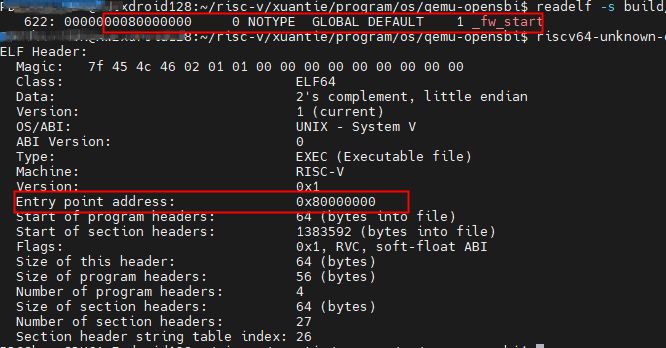 xdroid128:~/risc-v/xuantie/program/os/qemu-opensbi$ readelf -s build
622: 0000000080000000     0 NOTYPE  GLOBAL DEFAULT    1 _fw_start
xdroid128:~/risc-v/xuantie/program/os/qemu-opensbi$ riscv64-unknown-
ELF Header:
  Magic:   7f 45 4c 46 02 01 01 00 00 00 00 00 00 00 00 00
  Class:                             ELF64
  Data:                              2's complement, little endian
  Version:                           1 (current)
  OS/ABI:                            UNIX - System V
  ABI Version:                       0
  Type:                              EXEC (Executable file)
  Machine:                           RISC-V
  Version:                           0x1
  Entry point address:               0x80000000
  Start of program headers:          64 (bytes into file)
  Start of section headers:          1383592 (bytes into file)
  Flags:                             0x1, RVC, soft-float ABI
  Size of this header:               64 (bytes)
  Size of program headers:           56 (bytes)
  Number of program headers:         4
  Size of section headers:           64 (bytes)
  Number of section headers:         27
  Section header string table index: 26